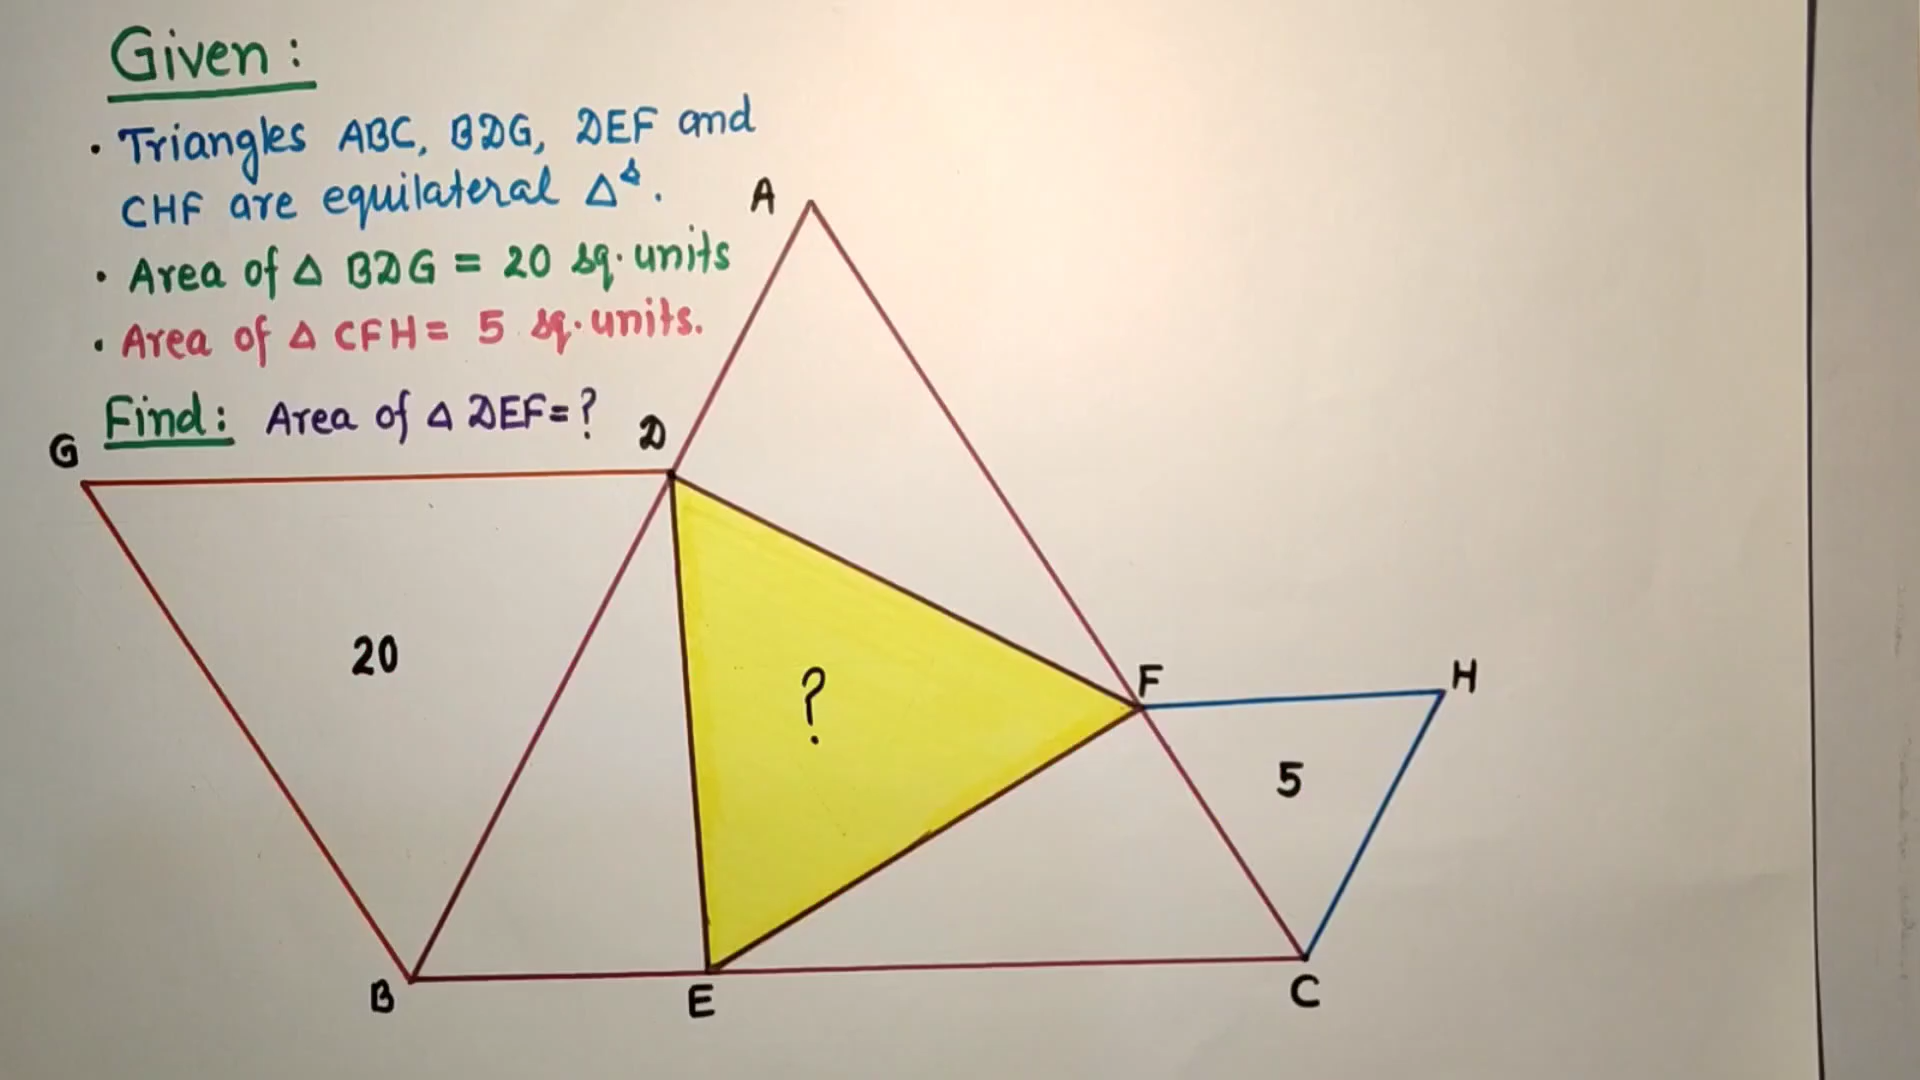 Given :
• Triangles ABC, BDG, DEF and
CHF are equilateral Δ^Δ.
• Area of Δ BDG = 20 sq. units
• Area of Δ CFH = 5 sq. units.
Find: Area of Δ DEF = ?
A
G
D
20
?
F
H
5
B
E
C